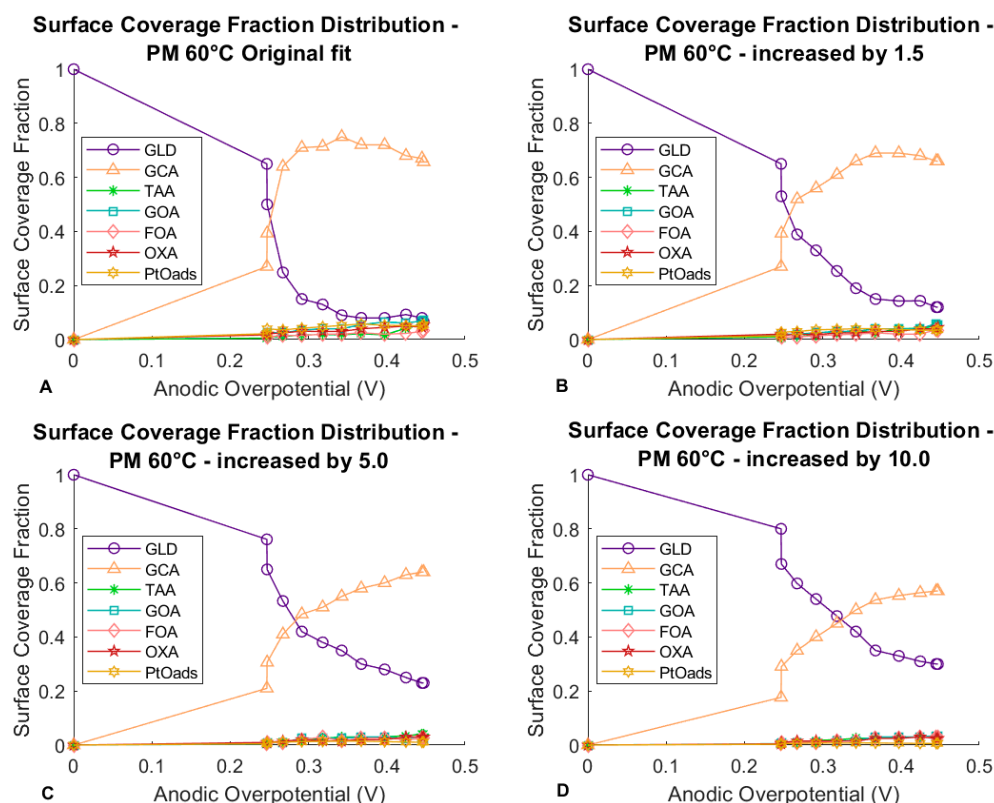 Surface Coverage Fraction Distribution -
PM 60°C Original fit
Surface Coverage Fraction
1
0.8
0.6
0.4
0.2
0
GLD
GCA
TAA
GOA
FOA
OXA
PtOads
0
0.1
0.2
0.3
0.4
0.5
A
Anodic Overpotential (V)
Surface Coverage Fraction Distribution -
PM 60°C - increased by 1.5
Surface Coverage Fraction
1
0.8
0.6
0.4
0.2
0
GLD
GCA
TAA
GOA
FOA
OXA
PtOads
0
0.1
0.2
0.3
0.4
0.5
B
Anodic Overpotential (V)
Surface Coverage Fraction Distribution -
PM 60°C - increased by 5.0
Surface Coverage Fraction
1
0.8
0.6
0.4
0.2
0
GLD
GCA
TAA
GOA
FOA
OXA
PtOads
0
0.1
0.2
0.3
0.4
0.5
C
Anodic Overpotential (V)
Surface Coverage Fraction Distribution -
PM 60°C - increased by 10.0
Surface Coverage Fraction
1
0.8
0.6
0.4
0.2
0
GLD
GCA
TAA
GOA
FOA
OXA
PtOads
0
0.1
0.2
0.3
0.4
0.5
D
Anodic Overpotential (V)